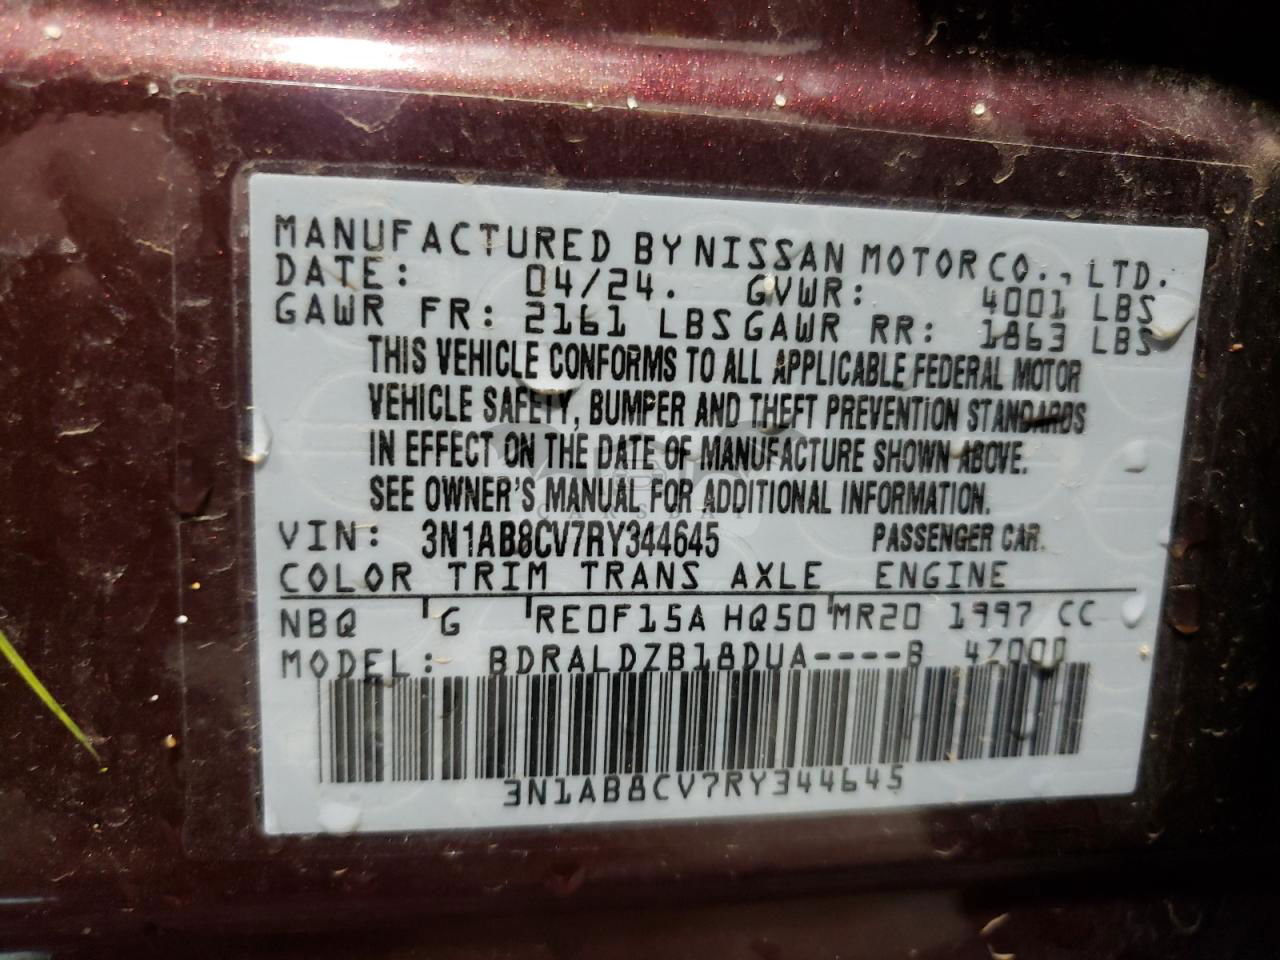 MANUFACTURED BY NISSAN MOTOR CO., LTD.
DATE: 04/24. GVWR: 4001 LBS
GAWR FR: 2161 LBS GAWR RR: 1863 LBS
THIS VEHICLE CONFORMS TO ALL APPLICABLE FEDERAL MOTOR
VEHICLE SAFETY, BUMPER AND THEFT PREVENTION STANDARDS
IN EFFECT ON THE DATE OF MANUFACTURE SHOWN ABOVE.
SEE OWNER'S MANUAL FOR ADDITIONAL INFORMATION.
CARSDAT
VIN: 3N1AB8CV7RY344645 PASSENGER CAR.
COLOR TRIM TRANS AXLE ENGINE
NBQ G RE0F15A HQ50 MR20 1997 CC
MODEL: BDRALDZB18DUA----B 47000
3N1AB8CV7RY344645